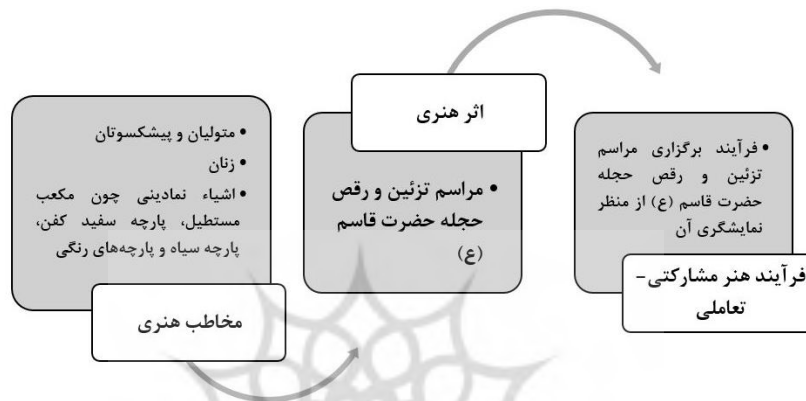 • متولیان و پیشکسوتان
• زنان
• اشیاء نمادینی چون مکعب
مستطیل، پارچه سفید کفن،
پارچه سیاه و پارچه‌های رنگی
مخاطب هنری
اثر هنری
• مراسم تزئین و رقص
حجله حضرت قاسم
(ع)
• فرآیند برگزاری مراسم
تزئین و رقص حجله
حضرت قاسم (ع) از منظر
نمایشگری آن
فرآیند هنر مشارکتی-
تعاملی